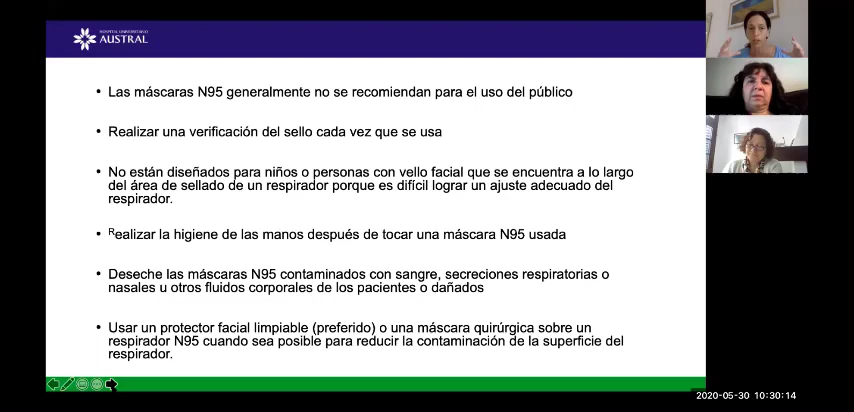 HOSPITAL UNIVERSITARIO
AUSTRAL
• Las máscaras N95 generalmente no se recomiendan para el uso del público
• Realizar una verificación del sello cada vez que se usa
• No están diseñados para niños o personas con vello facial que se encuentra a lo largo
del área de sellado de un respirador porque es difícil lograr un ajuste adecuado del
respirador.
• Realizar la higiene de las manos después de tocar una máscara N95 usada
• Deseche las máscaras N95 contaminados con sangre, secreciones respiratorias o
nasales u otros fluidos corporales de los pacientes o dañados
• Usar un protector facial limpiable (preferido) o una máscara quirúrgica sobre un
respirador N95 cuando sea posible para reducir la contaminación de la superficie del
respirador.
2020-05-30 10:30:14